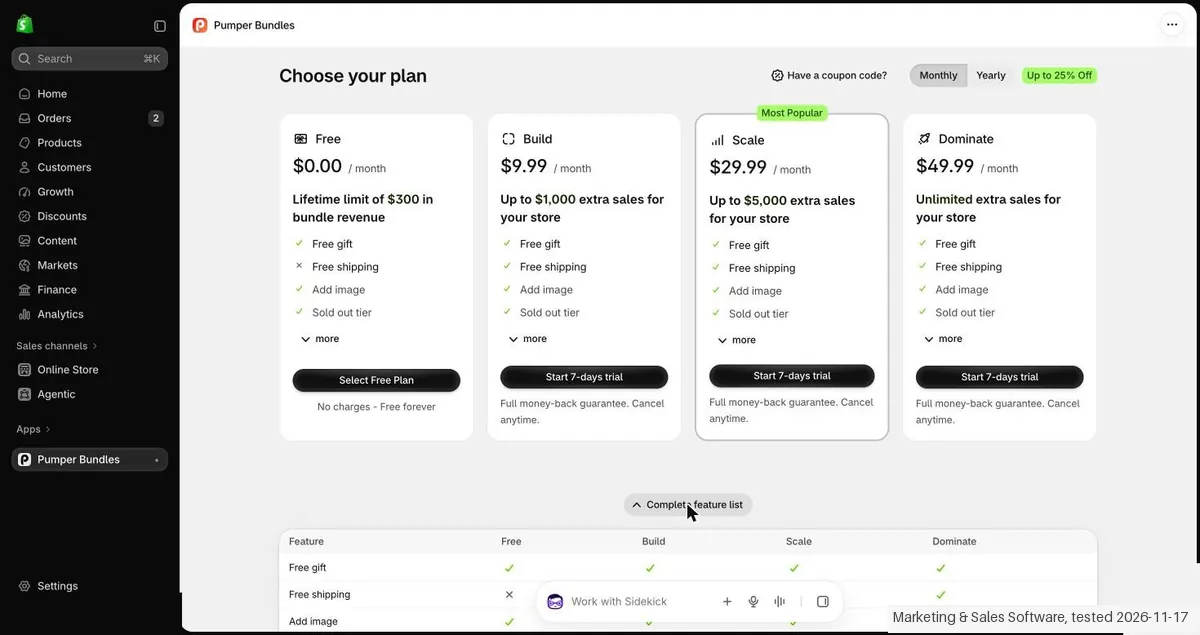 Search
⌘K
Home
Orders
2
Products
Customers
Growth
Discounts
Content
Markets
Finance
Analytics
Sales channels
Online Store
Agentic
Apps
Pumper Bundles
Settings
Pumper Bundles
Choose your plan
Have a coupon code?
Monthly
Yearly
Up to 25% Off
Free
$0.00 / month
Lifetime limit of $300 in
bundle revenue
Free gift
Free shipping
Add image
Sold out tier
more
Select Free Plan
No charges - Free forever
Build
$9.99 / month
Up to $1,000 extra sales for
your store
Free gift
Free shipping
Add image
Sold out tier
more
Start 7-days trial
Full money-back guarantee. Cancel
anytime.
Most Popular
Scale
$29.99 / month
Up to $5,000 extra sales
for your store
Free gift
Free shipping
Add image
Sold out tier
more
Start 7-days trial
Full money-back guarantee. Cancel
anytime.
Dominate
$49.99 / month
Unlimited extra sales for
your store
Free gift
Free shipping
Add image
Sold out tier
more
Start 7-days trial
Full money-back guarantee. Cancel
anytime.
Complete feature list
Feature Free Build Scale Dominate
Free gift
Free shipping
Add image
Work with Sidekick
Marketing & Sales Software, tested 2026-11-17